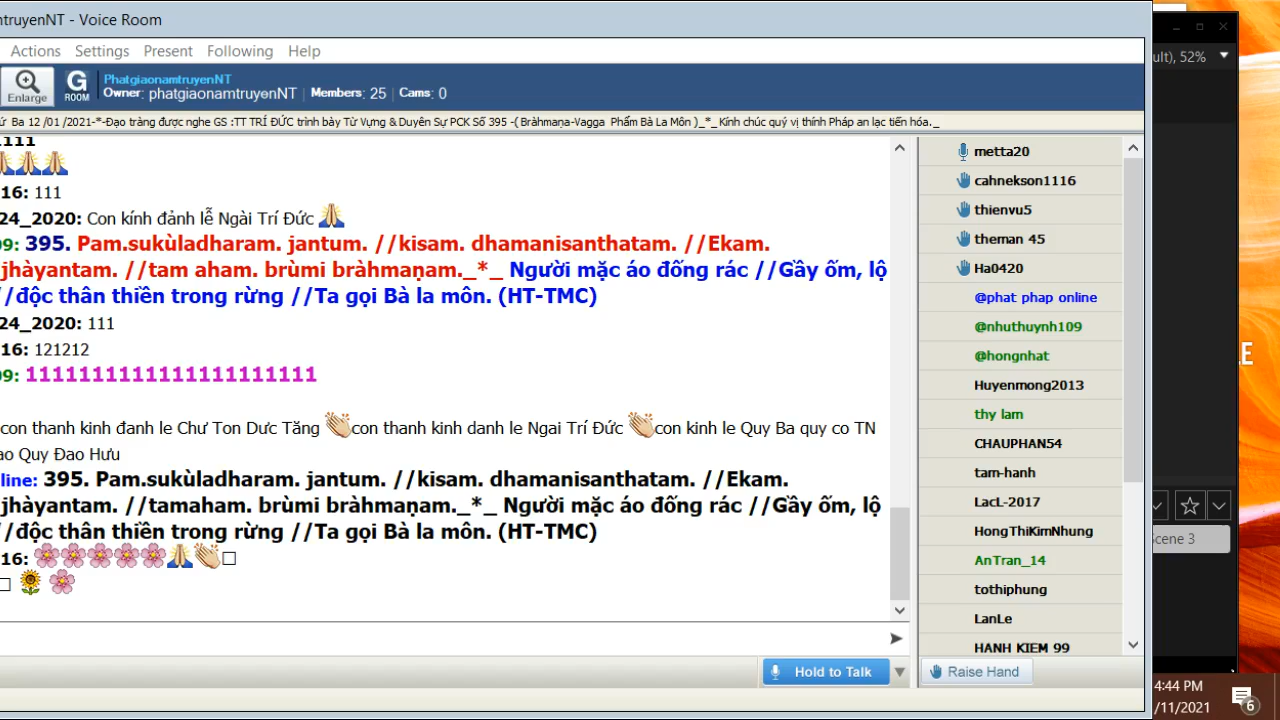 ntruyenNT - Voice Room
Actions Settings Present Following Help
Enlarge
G ROOM
PhatgiaonamtruyenNT
Owner: phatgiaonamtruyenNT | Members: 25 | Cams: 0
ứ Ba 12 /01 /2021-*-Đạo tràng được nghe GS :TT TRÍ ĐỨC trình bày Từ Vựng & Duyên Sự PCK Số 395 -( Bràhmaṇa-Vagga Phẩm Bà La Môn )_*_Kính chúc quý vị thính Pháp an lạc tiến hóa._
1111
16: 111
24_2020: Con kính đảnh lễ Ngài Trí Đức
09: 395. Pam.sukùladharam. jantum. //kisam. dhamanisanthatam. //Ekam.
jhàyantam. //tam aham. brùmi bràhmaṇam._*_ Người mặc áo đống rác //Gầy ốm, lộ
//độc thân thiền trong rừng //Ta gọi Bà la môn. (HT-TMC)
24_2020: 111
16: 121212
09: 1111111111111111111111
con thanh kinh đanh le Chư Ton Dưc Tăng con thanh kinh danh le Ngai Trí Đức con kinh le Quy Ba quy co TN
ao Quy Đao Hưu
line: 395. Pam.sukùladharam. jantum. //kisam. dhamanisanthatam. //Ekam.
jhàyantam. //tamaham. brùmi bràhmaṇam._*_ Người mặc áo đống rác //Gầy ốm, lộ
//độc thân thiền trong rừng //Ta gọi Bà la môn. (HT-TMC)
16:
Hold to Talk
metta20
cahnekson1116
thienvu5
theman 45
Ha0420
@phat phap online
@nhuthuynh109
@hongnhat
Huyenmong2013
thy lam
CHAUPHAN54
tam-hanh
LacL-2017
HongThiKimNhung
AnTran_14
tothiphung
LanLe
HANH KIEM 99
Raise Hand
ult), 52%
LE
Scene 3
4:44 PM
/11/2021
6